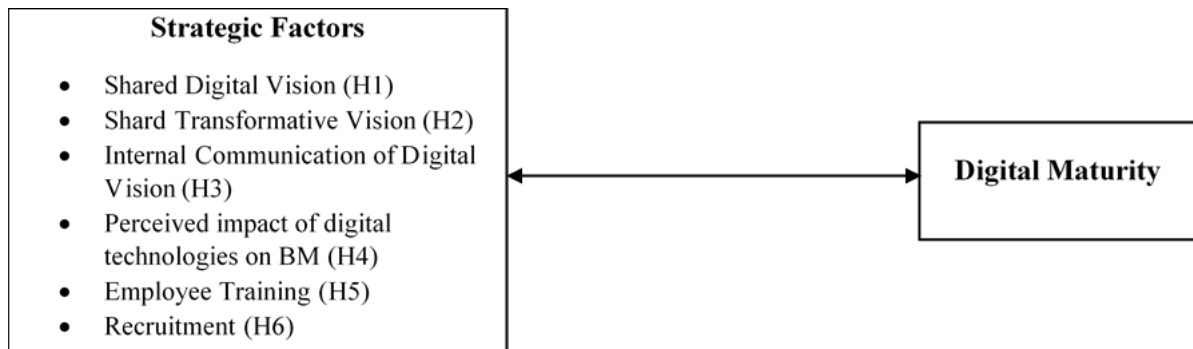 Strategic Factors
• Shared Digital Vision (H1)
• Shard Transformative Vision (H2)
• Internal Communication of Digital
Vision (H3)
• Perceived impact of digital
technologies on BM (H4)
• Employee Training (H5)
• Recruitment (H6)
Digital Maturity